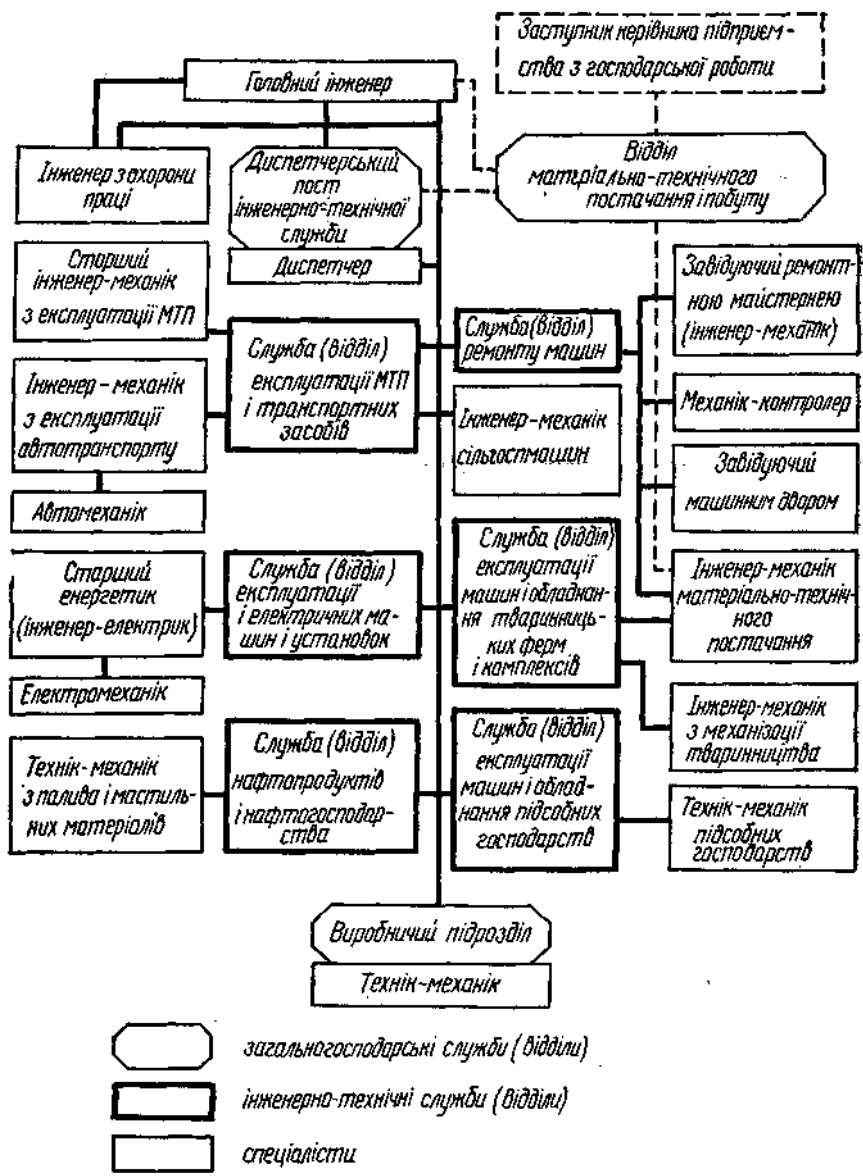 Заступник керівника підприєм-
ства з господарської роботи
Головний інженер
Інженер з охорони
праці
Диспетчерський
пост
інженерно-технічної
служби
Диспетчер
Відділ
матеріально-технічного
постачання і побуту
Старший
інженер-механік
з експлуатації МТП
Інженер-механік
з експлуатації
автотранспорту
Автомеханік
Служба (відділ)
експлуатації МТП
і транспортних
засобів
Служба (відділ)
ремонту машин
Інженер-механік
сільгоспмашин
Завідуючий ремонт-
ною майстернею
(інженер-механік)
Механік-контролер
Завідуючий
машинним двором
Інженер-механік
матеріально-техніч-
ного
постачання
Старший
енергетик
(інженер-електрик)
Електромеханік
Служба (відділ)
експлуатації
і електричних ма-
шин і установок
Служба (відділ)
експлуатації
машин і обладнан-
ня тваринниць-
ких ферм
і комплексів
Інженер-механік
з механізації
тваринництва
Технік-механік
з палива і мастиль-
них матеріалів
Служба (відділ)
нафтопродуктів
і нафтогосподар-
ства
Служба (відділ)
експлуатації
машин і облад-
нання підсобних
господарств
Технік-механік
підсобних
господарств
Виробничий підрозділ
Технік-механік
загальногосподарські служби (відділи)
інженерно-технічні служби (відділи)
спеціалісти